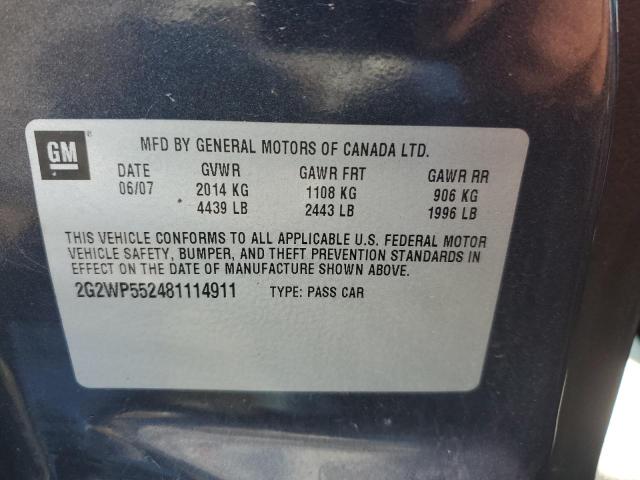 GM ®
MFD BY GENERAL MOTORS OF CANADA LTD.
DATE GVWR GAWR FRT GAWR RR
06/07 2014 KG 1108 KG 906 KG
4439 LB 2443 LB 1996 LB
THIS VEHICLE CONFORMS TO ALL APPLICABLE U.S. FEDERAL MOTOR
VEHICLE SAFETY, BUMPER, AND THEFT PREVENTION STANDARDS IN
EFFECT ON THE DATE OF MANUFACTURE SHOWN ABOVE.
2G2WP552481114911 TYPE: PASS CAR